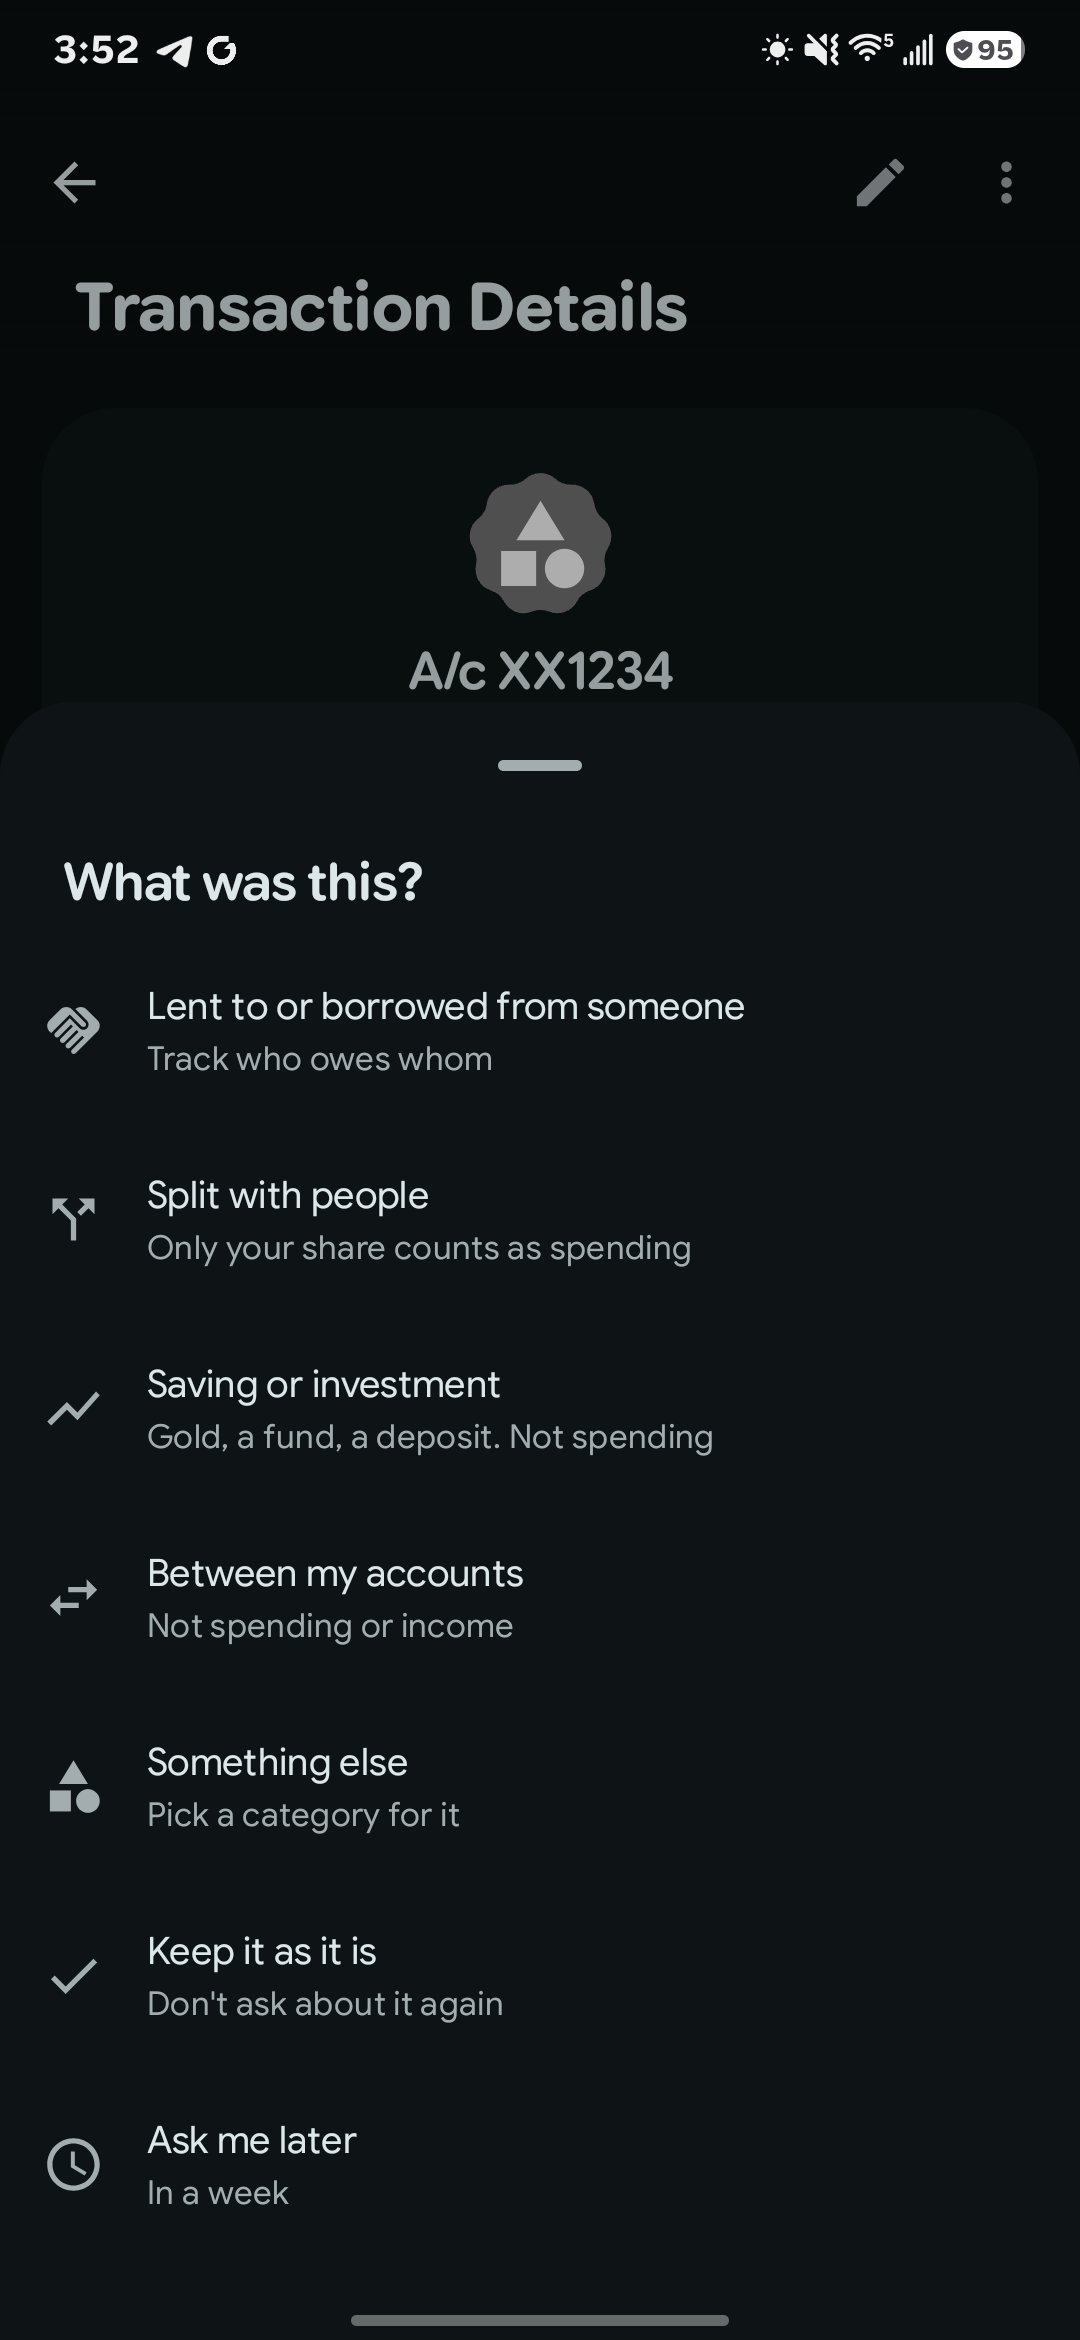 3:52
5
95
Transaction Details
A/c XX1234
What was this?
Lent to or borrowed from someone
Track who owes whom
Split with people
Only your share counts as spending
Saving or investment
Gold, a fund, a deposit. Not spending
Between my accounts
Not spending or income
Something else
Pick a category for it
Keep it as it is
Don't ask about it again
Ask me later
In a week